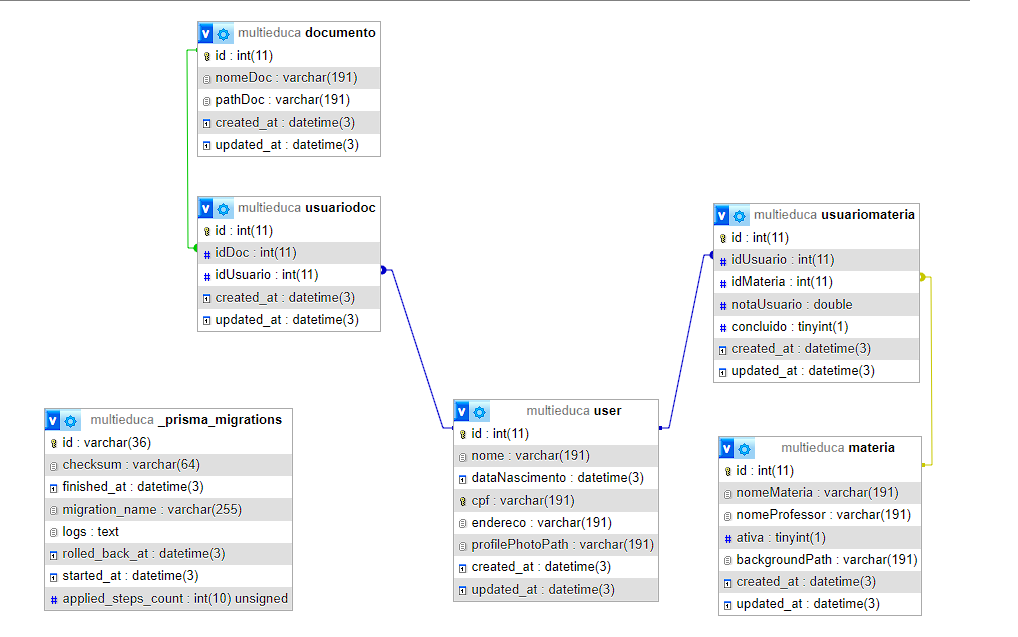 v multieduca documento
id : int(11)
nomeDoc : varchar(191)
pathDoc : varchar(191)
created_at : datetime(3)
updated_at : datetime(3)
v multieduca usuariodoc
id : int(11)
# idDoc : int(11)
# idUsuario : int(11)
created_at : datetime(3)
updated_at : datetime(3)
v multieduca usuariomateria
id : int(11)
# idUsuario : int(11)
# idMateria : int(11)
# notaUsuario : double
# concluido : tinyint(1)
created_at : datetime(3)
updated_at : datetime(3)
v multieduca _prisma_migrations
id : varchar(36)
checksum : varchar(64)
finished_at : datetime(3)
migration_name : varchar(255)
logs : text
rolled_back_at : datetime(3)
started_at : datetime(3)
# applied_steps_count : int(10) unsigned
v multieduca user
id : int(11)
nome : varchar(191)
dataNascimento : datetime(3)
cpf : varchar(191)
endereco : varchar(191)
profilePhotoPath : varchar(191)
created_at : datetime(3)
updated_at : datetime(3)
v multieduca materia
id : int(11)
nomeMateria : varchar(191)
nomeProfessor : varchar(191)
# ativa : tinyint(1)
backgroundPath : varchar(191)
created_at : datetime(3)
updated_at : datetime(3)